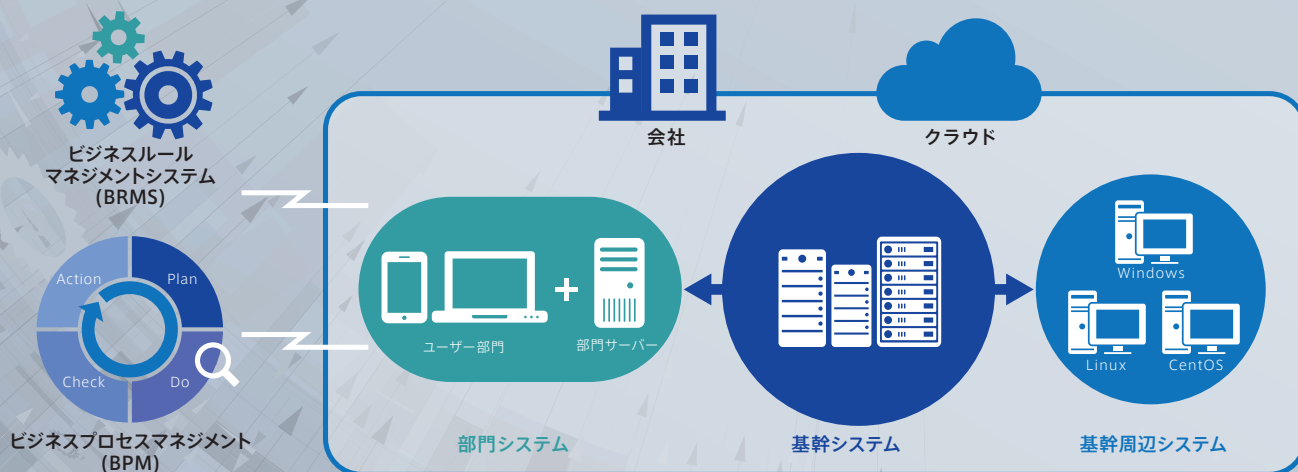 会社
クラウド
ビジネスルール
マネジメントシステム
(BRMS)
Action
Plan
Check
Do
ビジネスプロセスマネジメント
(BPM)
ユーザー部門
部門サーバー
部門システム
基幹システム
Windows
Linux
CentOS
基幹周辺システム